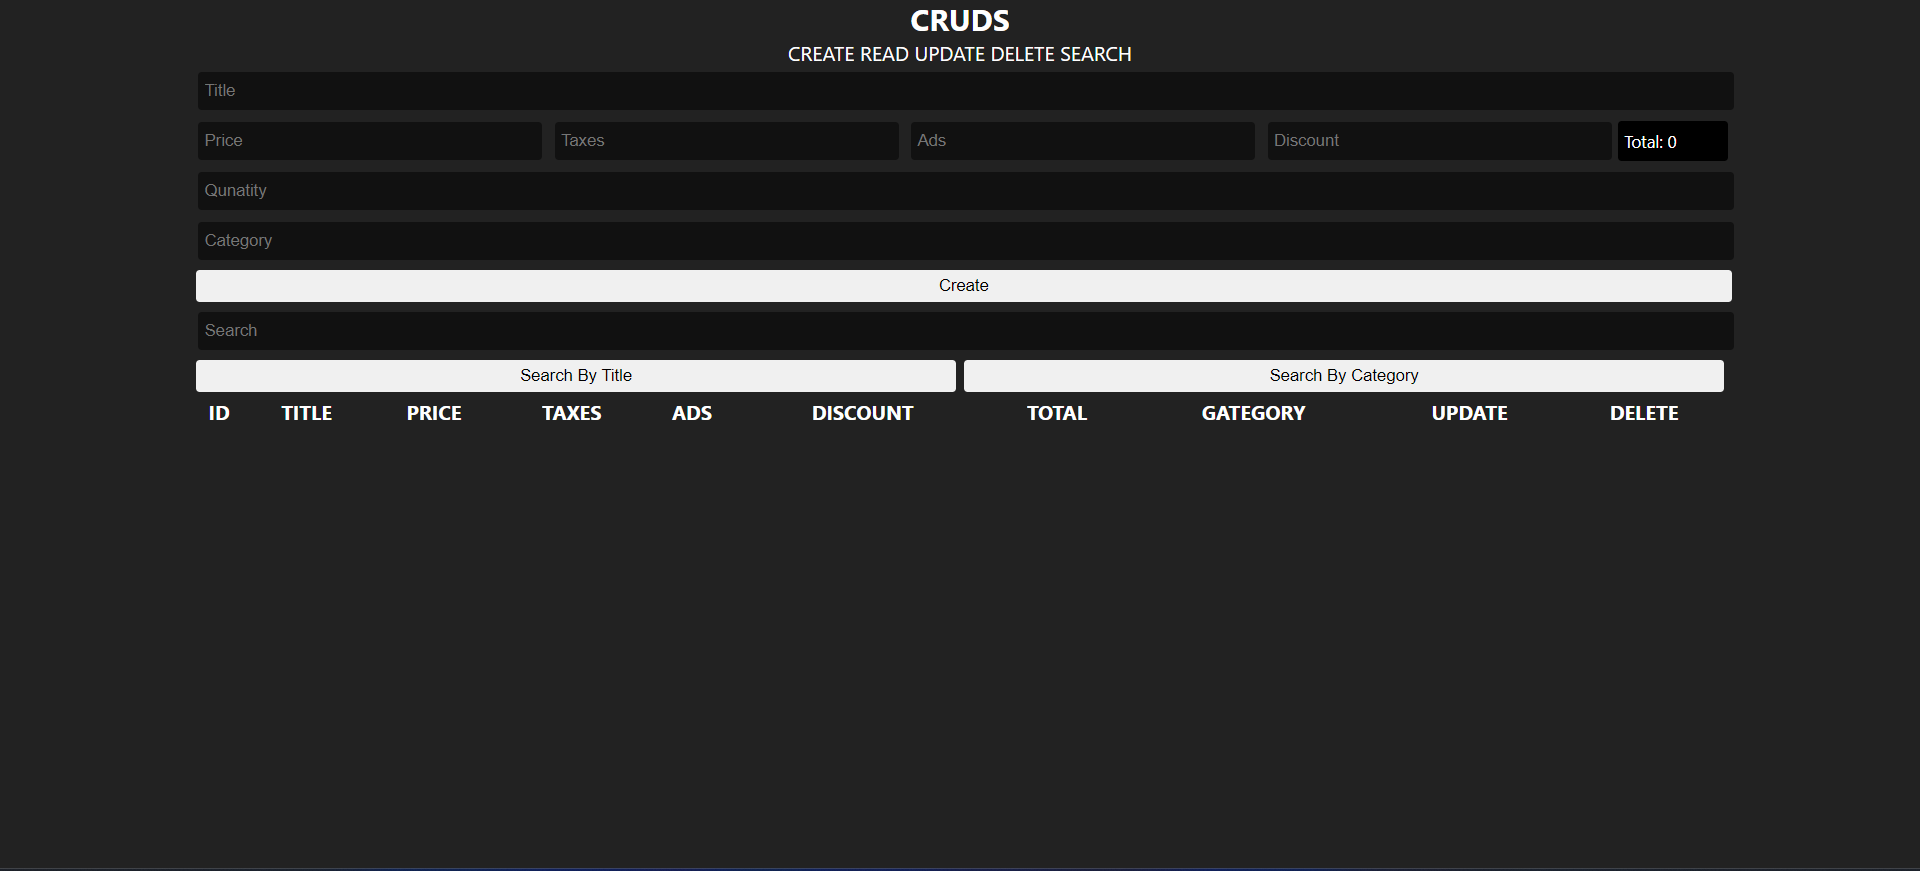 CRUDS
CREATE READ UPDATE DELETE SEARCH
Title
Price Taxes Ads Discount Total: 0
Qunatity
Category
Create
Search
Search By Title Search By Category
ID TITLE PRICE TAXES ADS DISCOUNT TOTAL GATEGORY UPDATE DELETE